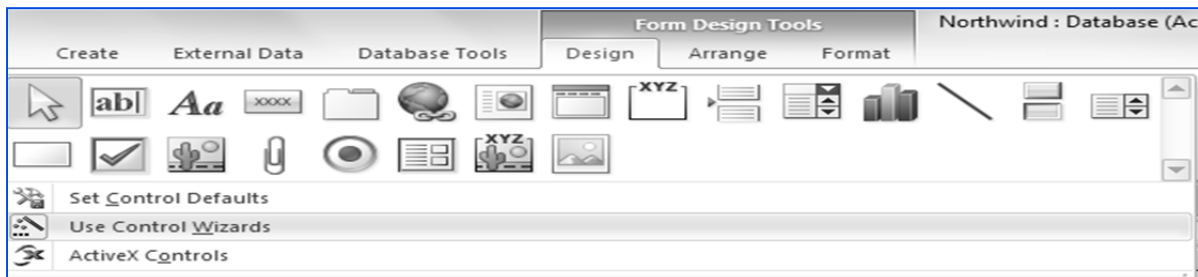 Form Design Tools Northwind : Database (Ac
Create External Data Database Tools Design Arrange Format
ab Aa XXXX XYZ
XYZ
Set Control Defaults
Use Control Wizards
ActiveX Controls